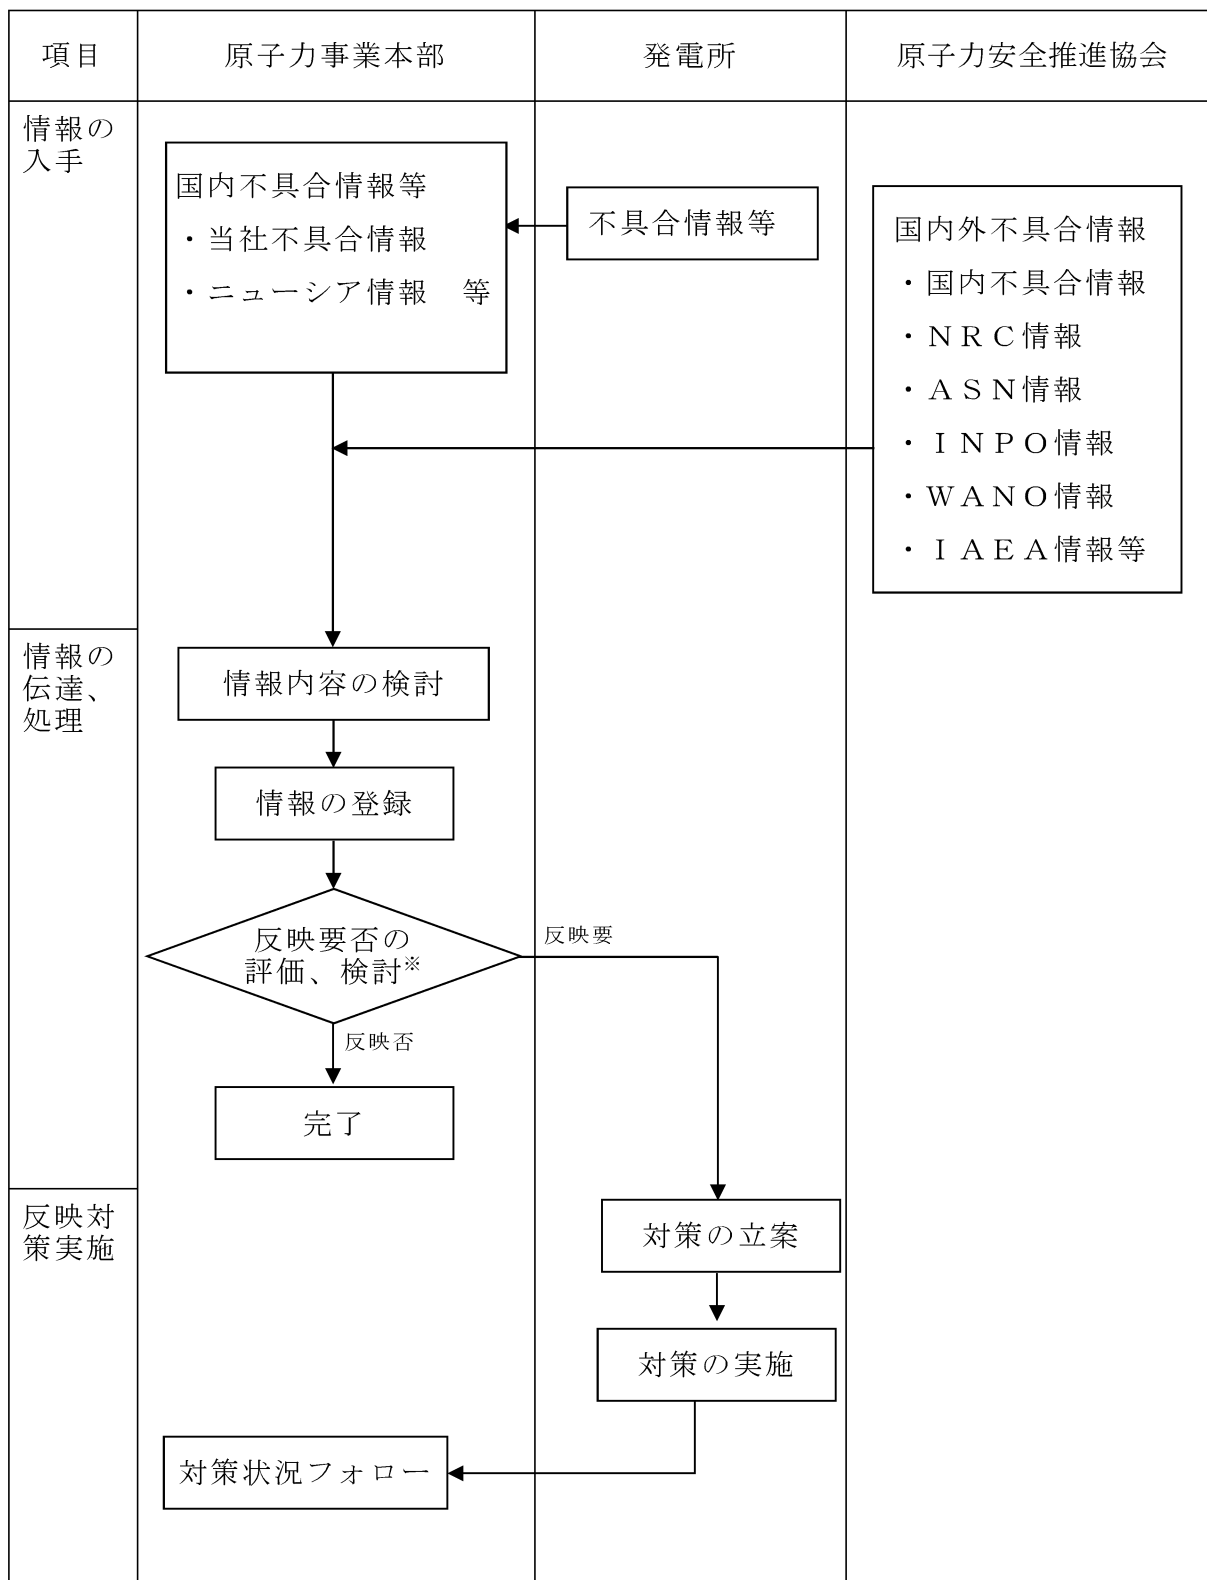 項目
原子力事業本部
発電所
原子力安全推進協会
情報の
入手
国内不具合情報等
・当社不具合情報
・ニューシア情報　等
不具合情報等
国内外不具合情報
・国内不具合情報
・ＮＲＣ情報
・ＡＳＮ情報
・ＩＮＰＯ情報
・ＷＡＮＯ情報
・ＩＡＥＡ情報等
情報の
伝達、
処理
情報内容の検討
情報の登録
反映要否の
評価、検討※
反映要
反映否
完了
反映対
策実施
対策の立案
対策の実施
対策状況フォロー